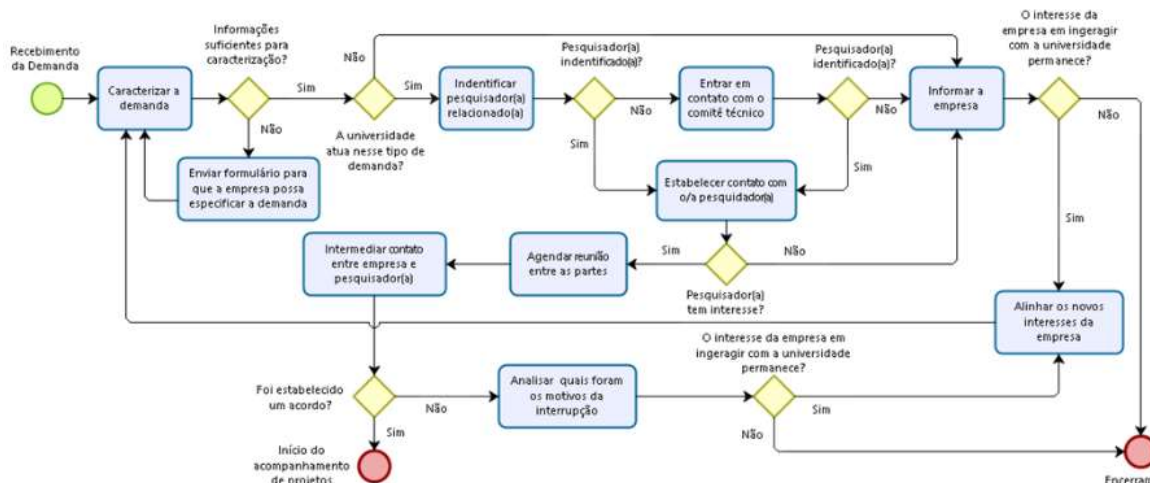 Recebimento
da Demanda
Caracterizar a
demanda
Informações
suficientes para
caracterização?
Sim
Não
Enviar formulário para
que a empresa possa
especificar a demanda
A universidade
atua nesse tipo de
demanda?
Não
Sim
Indentificar
pesquisador(a)
relacionado(a)
Pesquisador(a)
indentificado(a)?
Não
Sim
Entrar em
contato com o
comitê técnico
Pesquisador(a)
identificado(a)?
Não
Sim
Informar a
empresa
O interesse da
empresa em ingeragir
com a universidade
permanece?
Não
Sim
Estabelecer contato com
o/a pesquidador(a)
Pesquisador(a)
tem interesse?
Sim
Não
Agendar reunião
entre as partes
Intermediar contato
entre empresa e
pesquisador(a)
Alinhar os novos
interesses da
empresa
Foi estabelecido
um acordo?
Não
Sim
Analisar quais foram
os motivos da
interrupção
O interesse da empresa em
ingeragir com a universidade
permanece?
Sim
Não
Início do
acompanhamento
de projetos